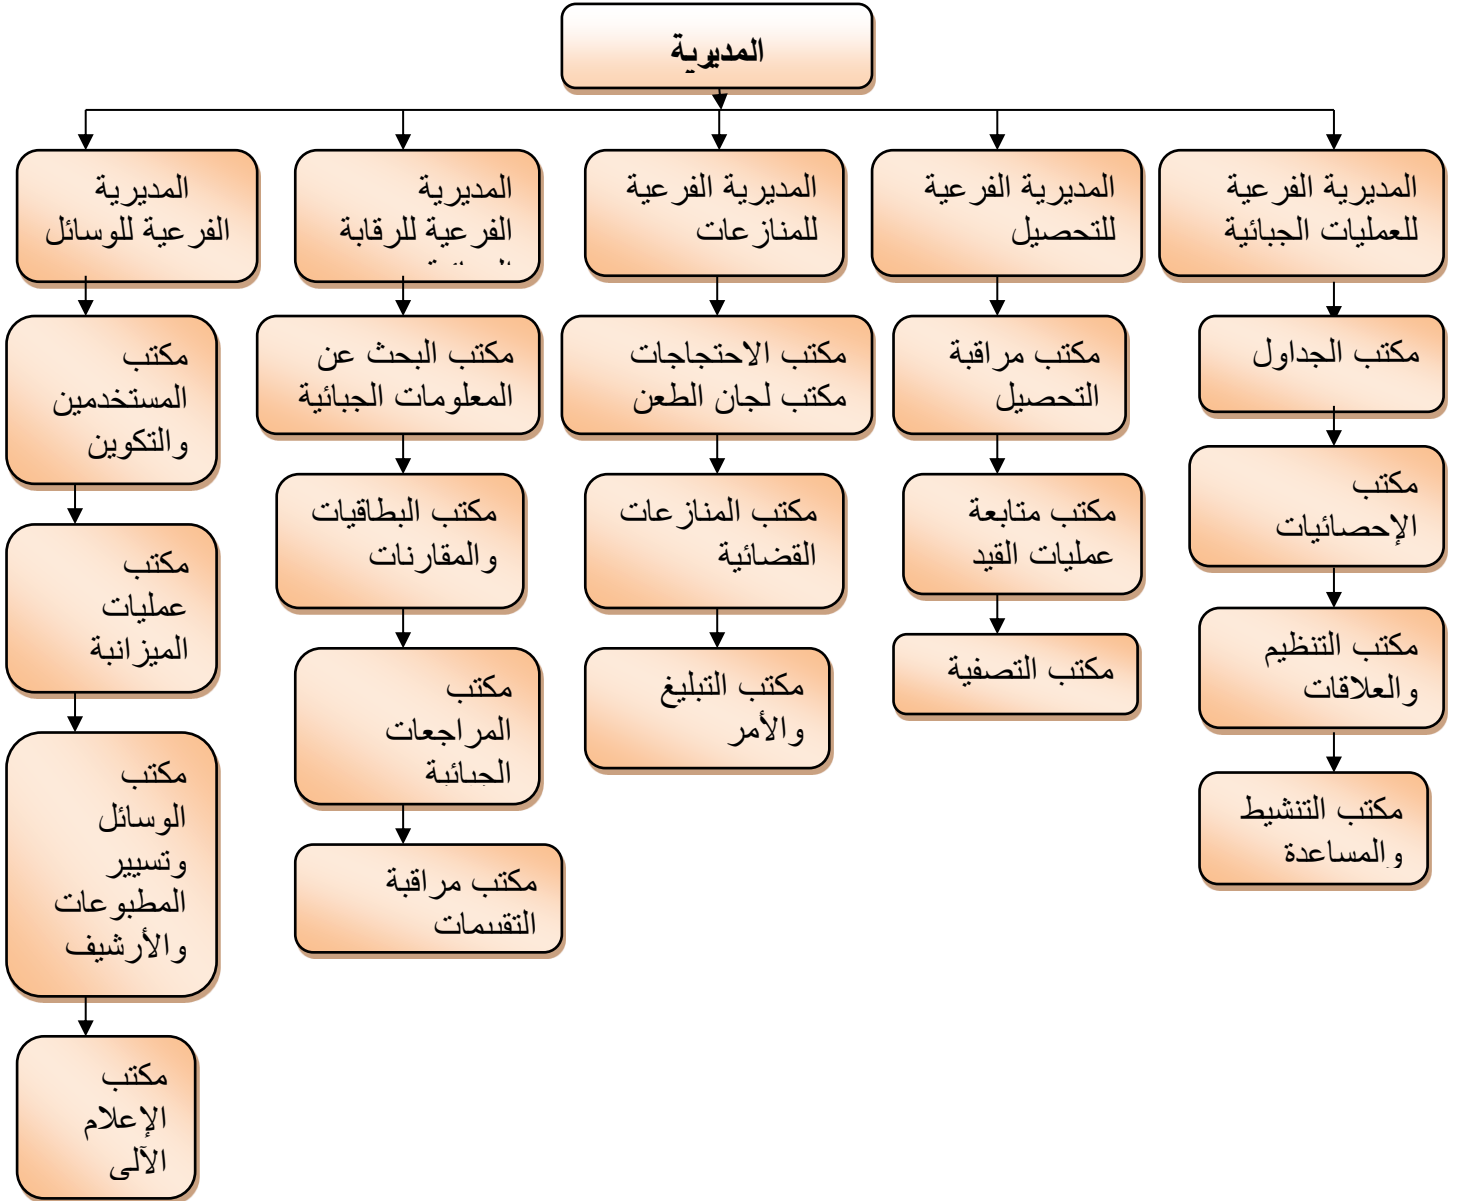 المديرية
المديرية الفرعية
للعمليات الجبائية
المديرية الفرعية
للتحصيل
المديرية الفرعية
للمنازعات
المديرية
الفرعية للرقابة
المديرية
الفرعية للوسائل
مكتب الجداول
مكتب
الإحصائيات
مكتب التنظيم
والعلاقات
مكتب التنشيط
والمساعدة
مكتب مراقبة
التحصيل
مكتب متابعة
عمليات القيد
مكتب التصفية
مكتب الاحتجاجات
مكتب لجان الطعن
مكتب المنازعات
القضائية
مكتب التبليغ
والأمر
مكتب البحث عن
المعلومات الجبائية
مكتب البطاقيات
والمقارنات
مكتب
المراجعات
الجبائية
مكتب مراقبة
التقييمات
مكتب
المستخدمين
والتكوين
مكتب
عمليات
الميزانية
مكتب
الوسائل
وتسيير
المطبوعات
والأرشيف
مكتب
الإعلام
الآلي